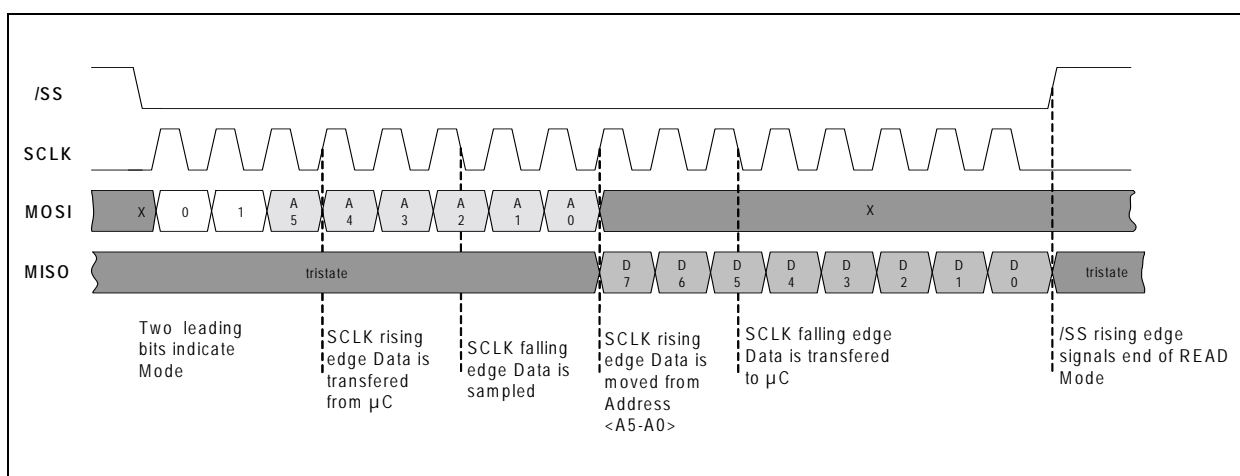 /SS
SCLK
MOSI
X
0
1
A
5
A
4
A
3
A
2
A
1
A
0
X
MISO
tristate
D
7
D
6
D
5
D
4
D
3
D
2
D
1
D
0
tristate
Two leading
bits indicate
Mode
SCLK rising
edge Data is
transfered
from µC
SCLK falling
edge Data is
sampled
SCLK rising
edge Data is
moved from
Address
<A5-A0>
SCLK falling edge
Data is transfered
to µC
/SS rising edge
signals end of READ
Mode